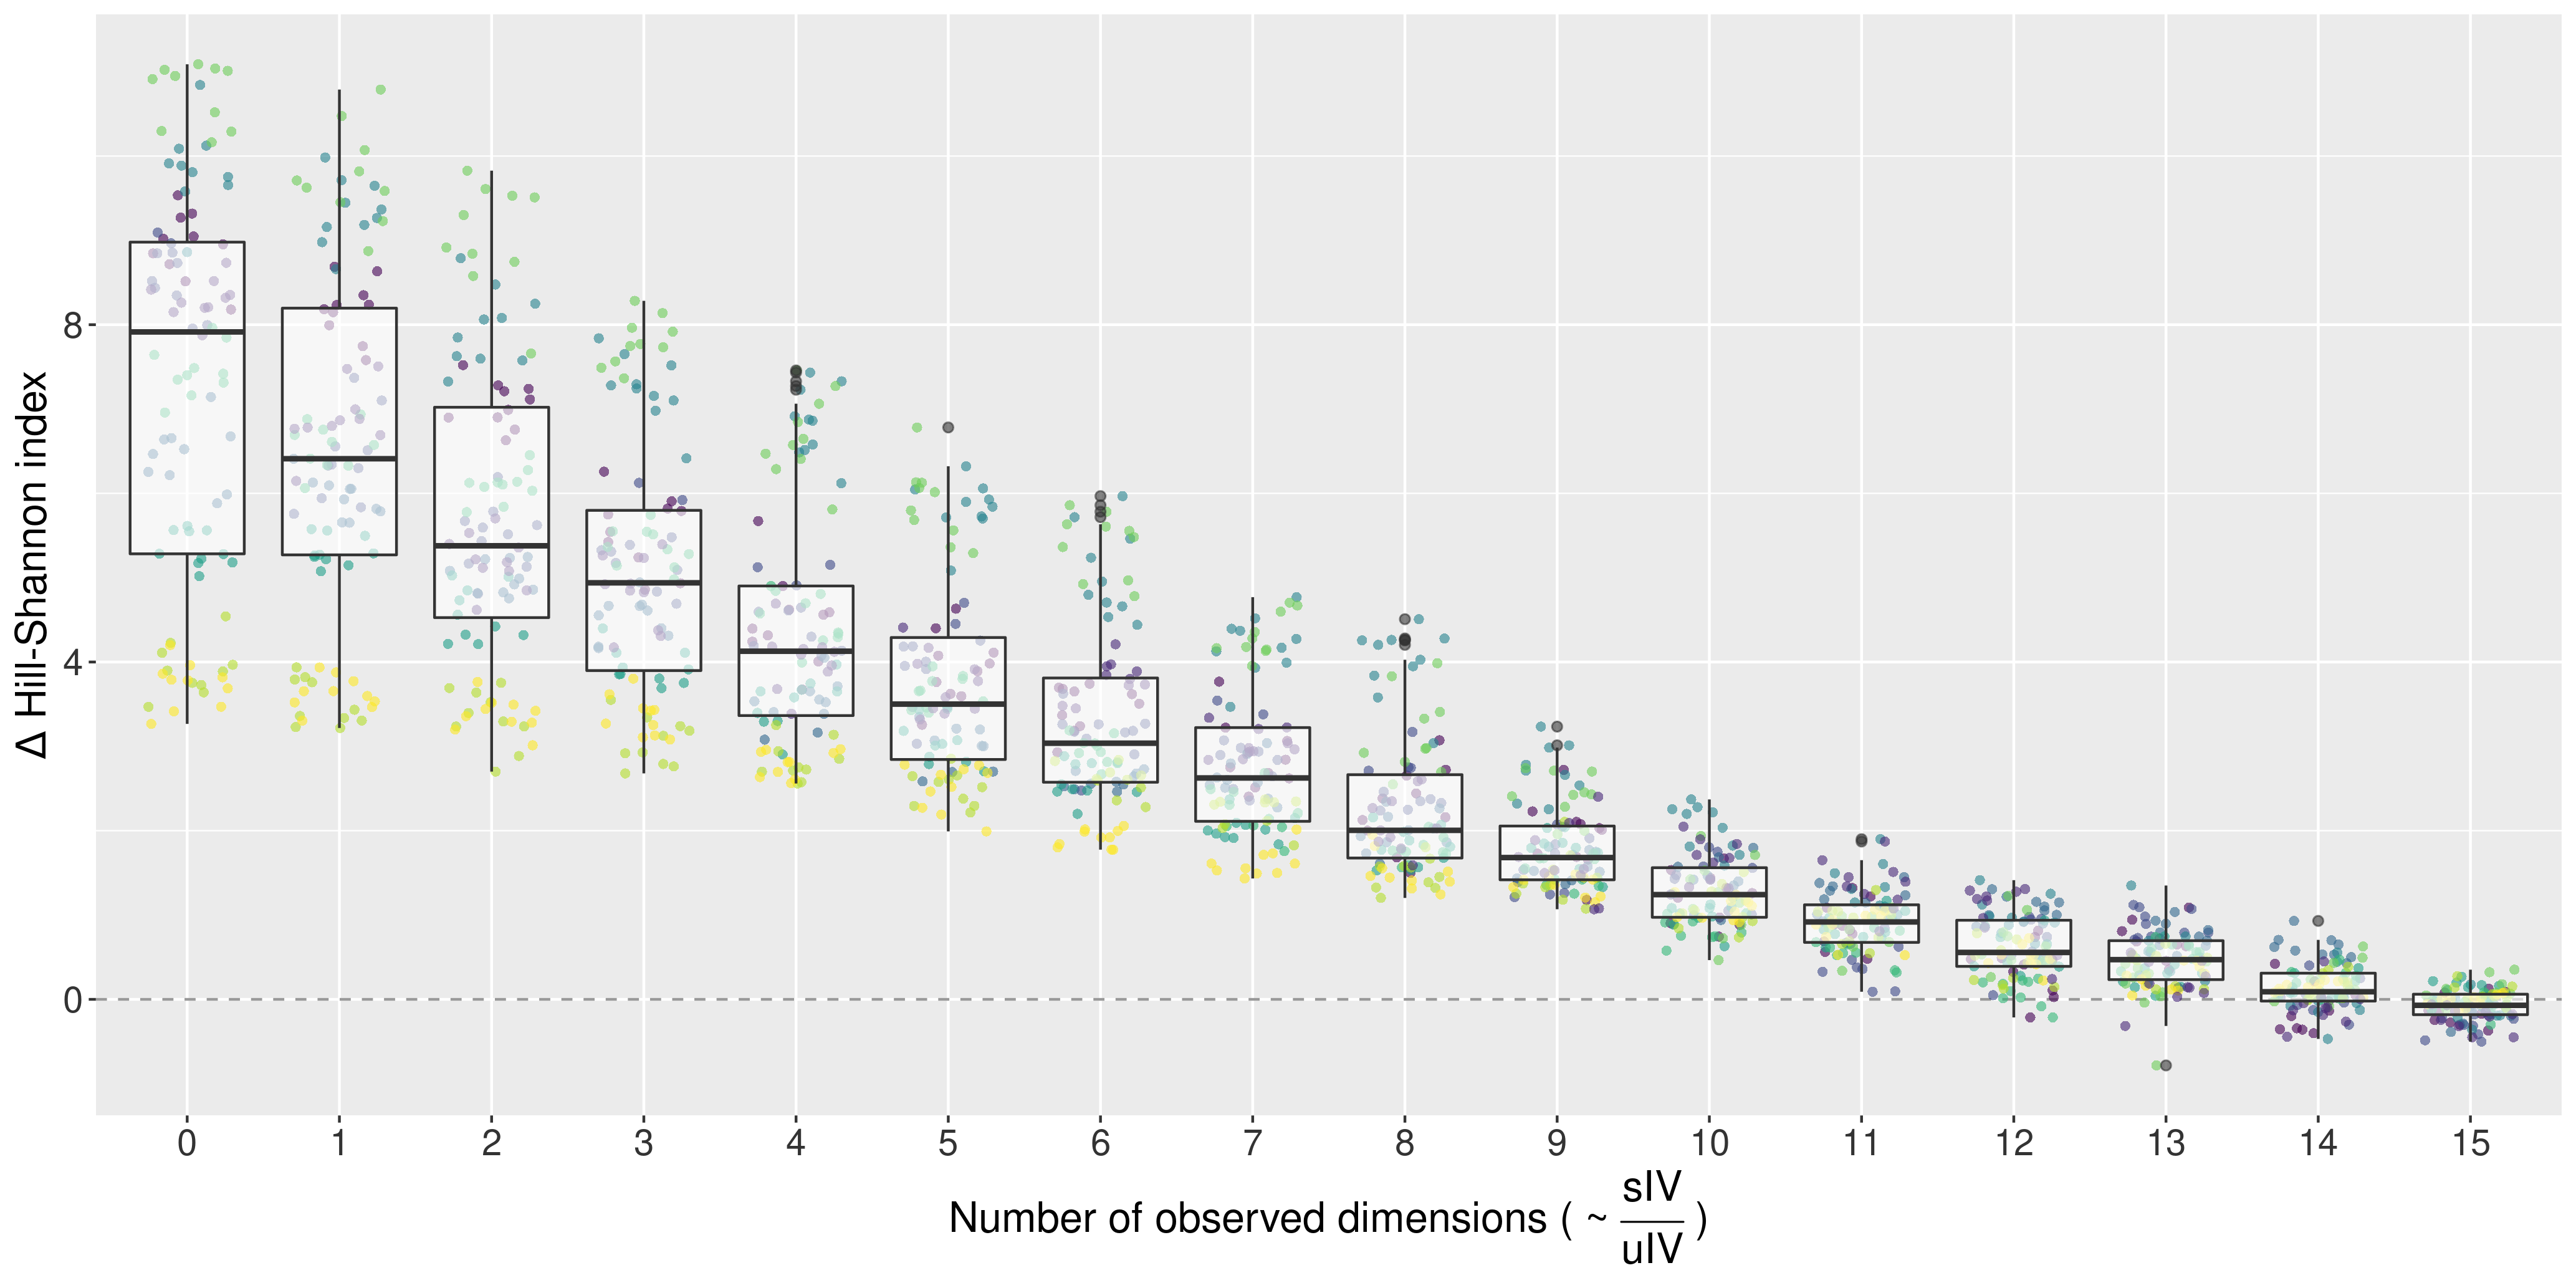 Δ Hill-Shannon index
8
4
0
0 1 2 3 4 5 6 7 8 9 10 11 12 13 14 15
Number of observed dimensions ( ~ sIV / uIV )